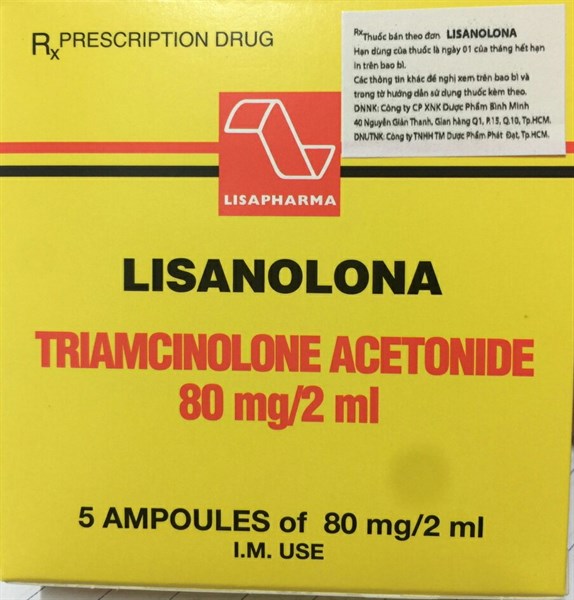 Rx PRESCRIPTION DRUG
RxThuốc bán theo đơn LISANOLONA
Hạn dùng của thuốc là ngày 01 của tháng hết hạn
in trên bao bì.
Các thông tin khác đề nghị xem trên bao bì và
trong tờ hướng dẫn sử dụng thuốc kèm theo.
DNNK: Công ty CP XNK Dược Phẩm Bình Minh
40 Nguyễn Giản Thanh, Gian hàng Q1, P.15, Q.10, Tp.HCM.
DNUTNK: Công ty TNHH TM Dược Phẩm Phát Đạt, Tp.HCM.
LISAPHARMA
LISANOLONA
TRIAMCINOLONE ACETONIDE
80 mg/2 ml
5 AMPOULES of 80 mg/2 ml
I.M. USE